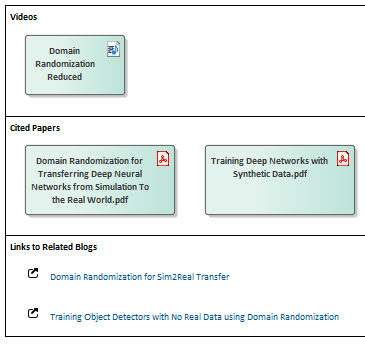 Videos
Domain
Randomization
Reduced
Cited Papers
Domain Randomization for
Transferring Deep Neural
Networks from Simulation To
the Real World.pdf
Training Deep Networks with
Synthetic Data.pdf
Links to Related Blogs
Domain Randomization for Sim2Real Transfer
Training Object Detectors with No Real Data using Domain Randomization